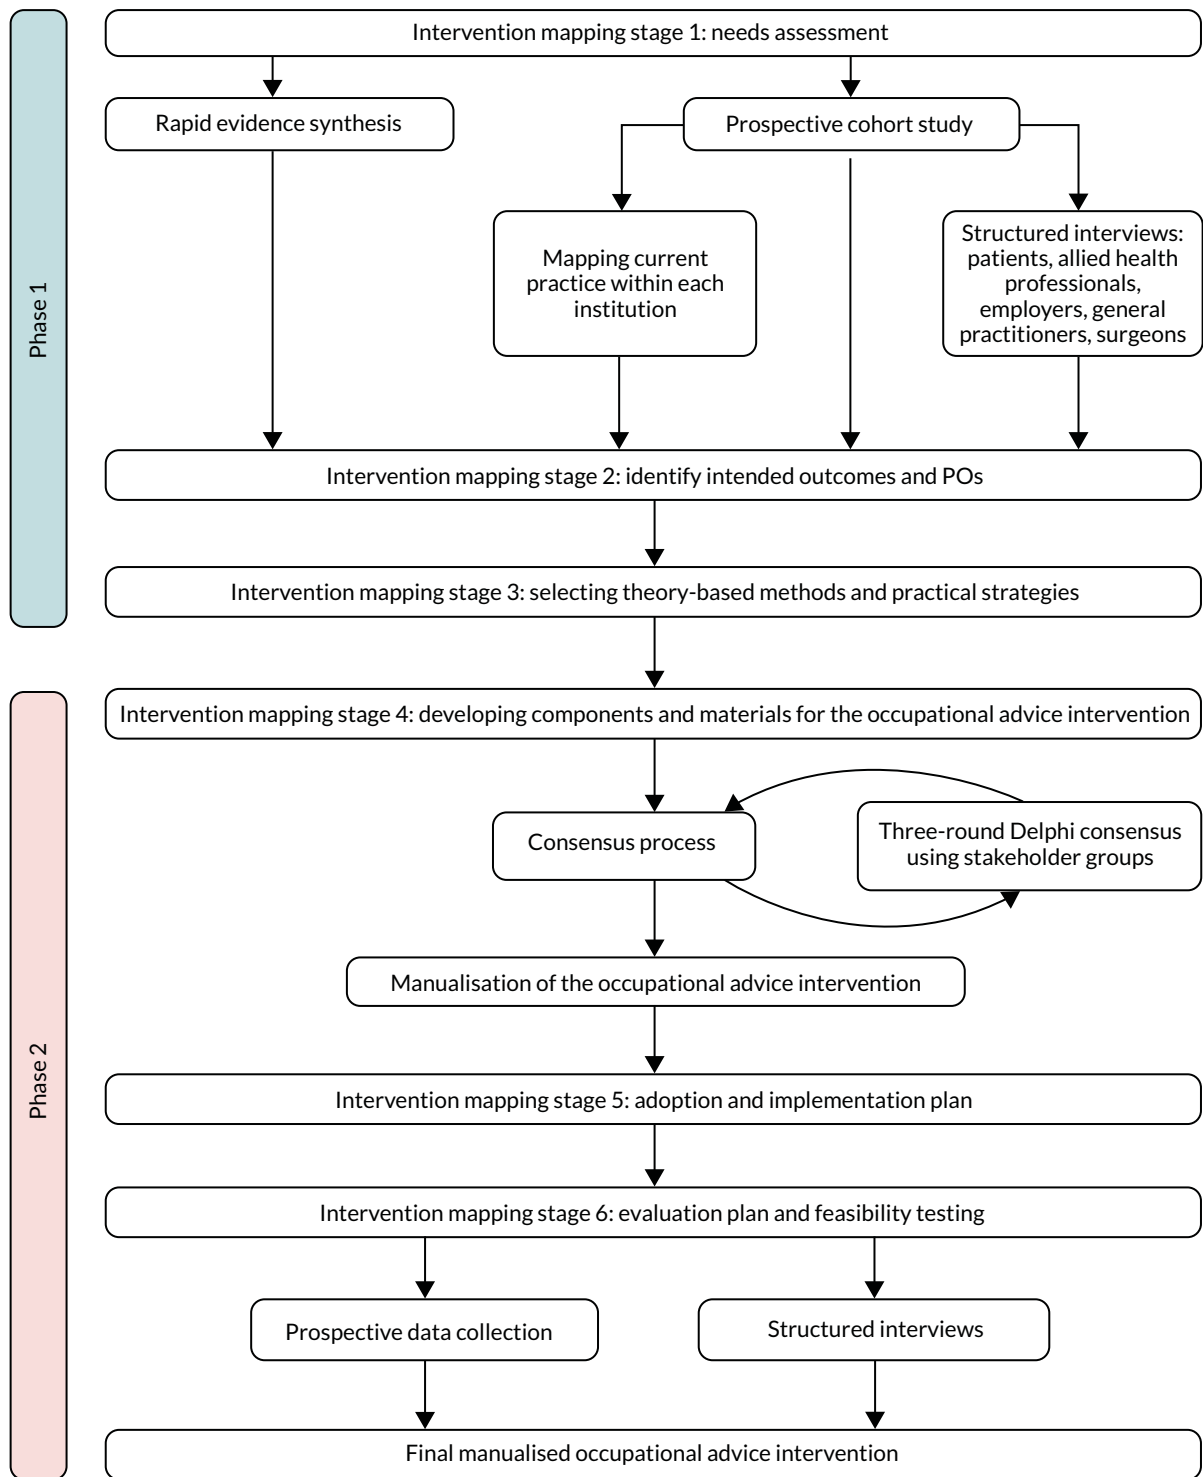 Phase 1
Intervention mapping stage 1: needs assessment
Rapid evidence synthesis
Prospective cohort study
Mapping current
practice within each
institution
Structured interviews:
patients, allied health
professionals,
employers, general
practitioners, surgeons
Intervention mapping stage 2: identify intended outcomes and POs
Intervention mapping stage 3: selecting theory-based methods and practical strategies
Phase 2
Intervention mapping stage 4: developing components and materials for the occupational advice intervention
Consensus process
Three-round Delphi consensus
using stakeholder groups
Manualisation of the occupational advice intervention
Intervention mapping stage 5: adoption and implementation plan
Intervention mapping stage 6: evaluation plan and feasibility testing
Prospective data collection
Structured interviews
Final manualised occupational advice intervention